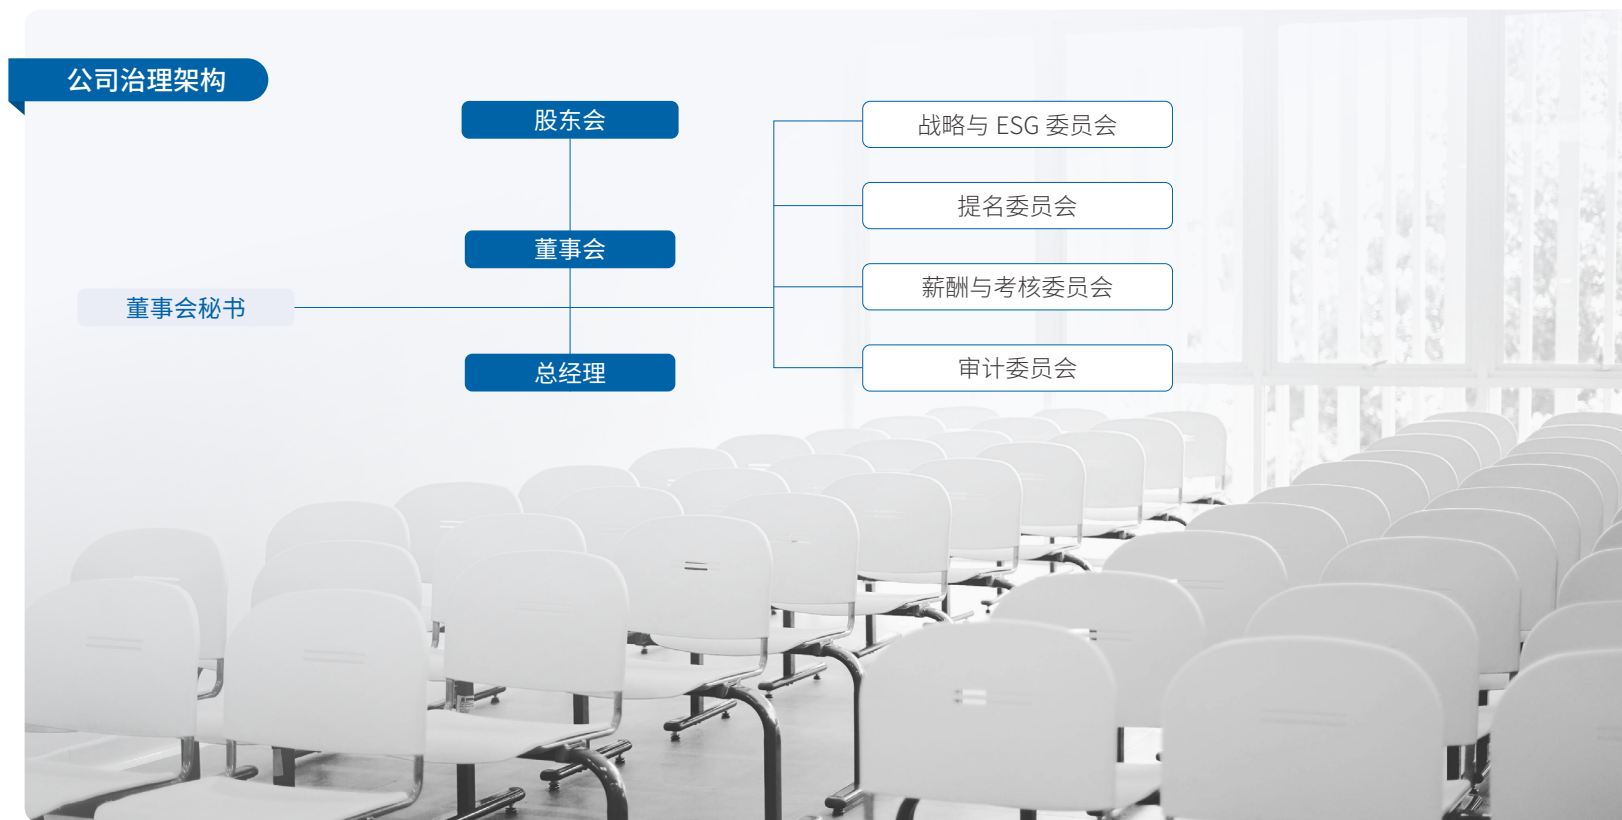 公司治理架构
股东会
董事会
董事会秘书
总经理
战略与 ESG 委员会
提名委员会
薪酬与考核委员会
审计委员会